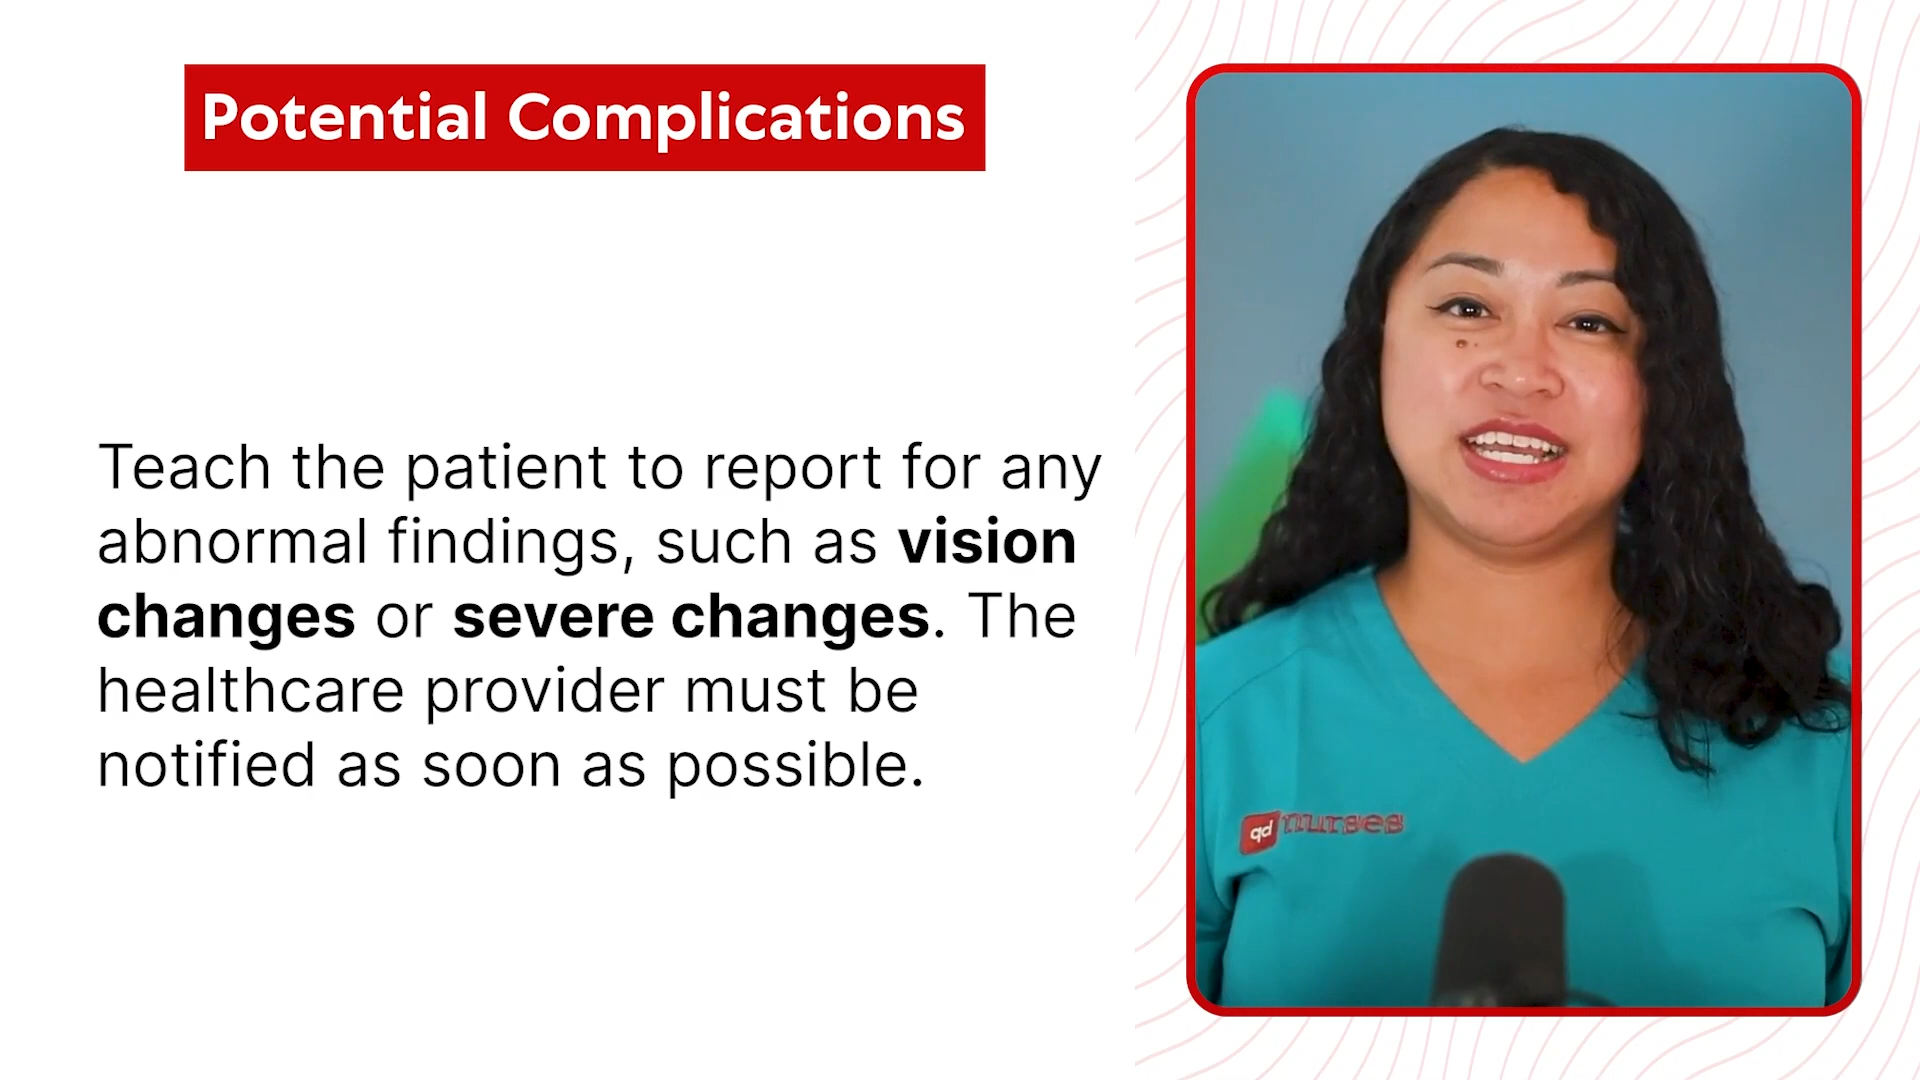 Potential Complications
Teach the patient to report for any
abnormal findings, such as vision
changes or severe changes. The
healthcare provider must be
notified as soon as possible.
qd nurses